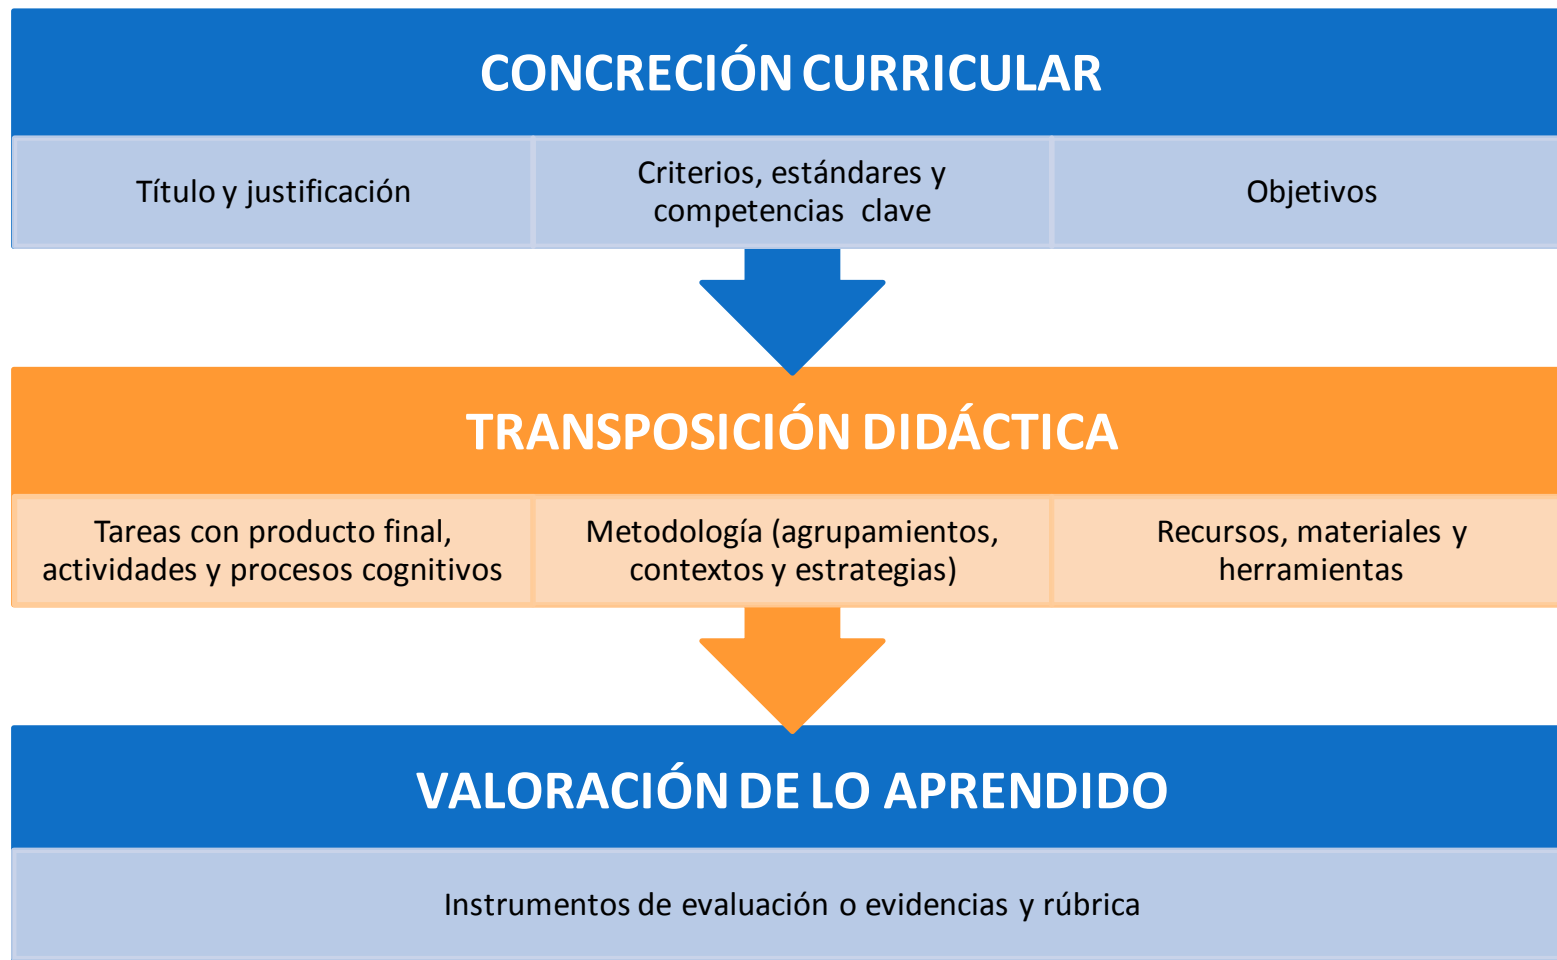 CONCRECIÓN CURRICULAR
Título y justificación
Criterios, estándares y
competencias clave
Objetivos
TRANSPOSICIÓN DIDÁCTICA
Tareas con producto final,
actividades y procesos cognitivos
Metodología (agrupamientos,
contextos y estrategias)
Recursos, materiales y
herramientas
VALORACIÓN DE LO APRENDIDO
Instrumentos de evaluación o evidencias y rúbrica